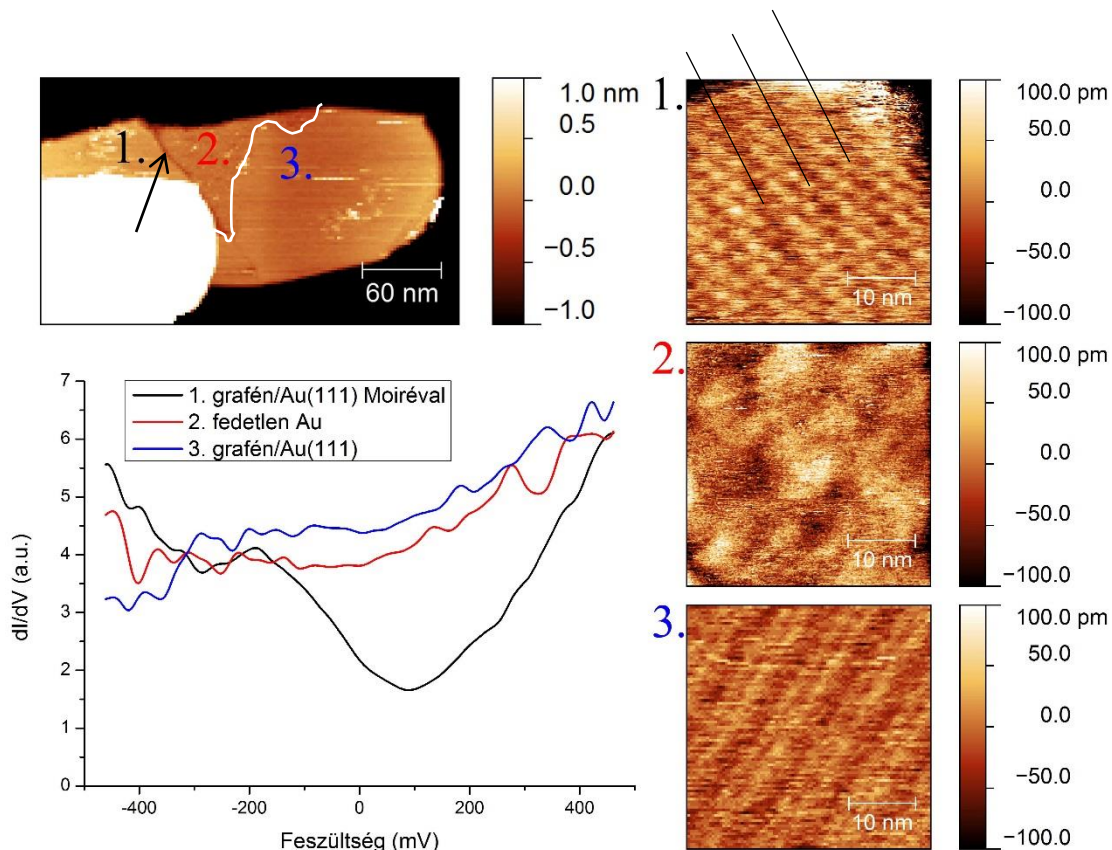 1.
2.
3.
60 nm
1.0 nm
0.5
0.0
−0.5
−1.0
1.
10 nm
100.0 pm
50.0
0.0
−50.0
−100.0 pm
2.
10 nm
100.0 pm
50.0
0.0
−50.0
−100.0 pm
3.
10 nm
100.0 pm
50.0
0.0
−50.0
−100.0 pm
7
6
5
4
3
2
1
0
dI/dV (a.u.)
1. grafén/Au(111) Moiréval
2. fedetlen Au
3. grafén/Au(111)
-400
-200
0
200
400
Feszültség (mV)